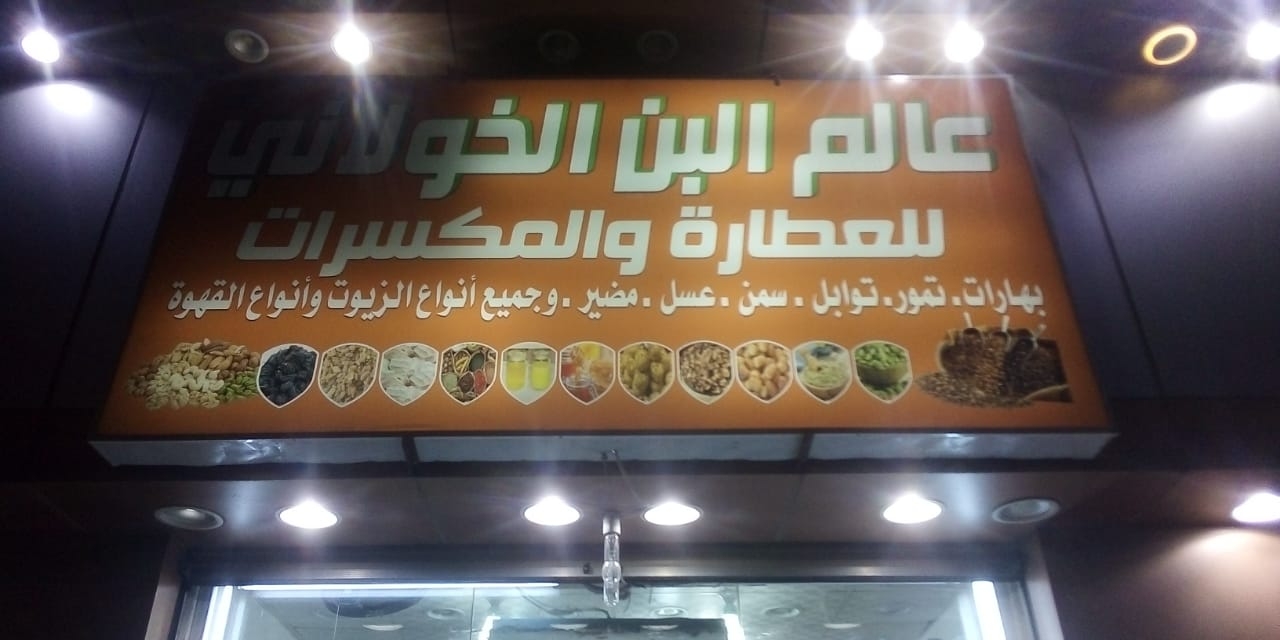 عالم البن الخولاني
للعطارة والمكسرات
بهارات. تمور. توابل. سمن. عسل. مضير. وجميع أنواع الزيوت وأنواع القهوة